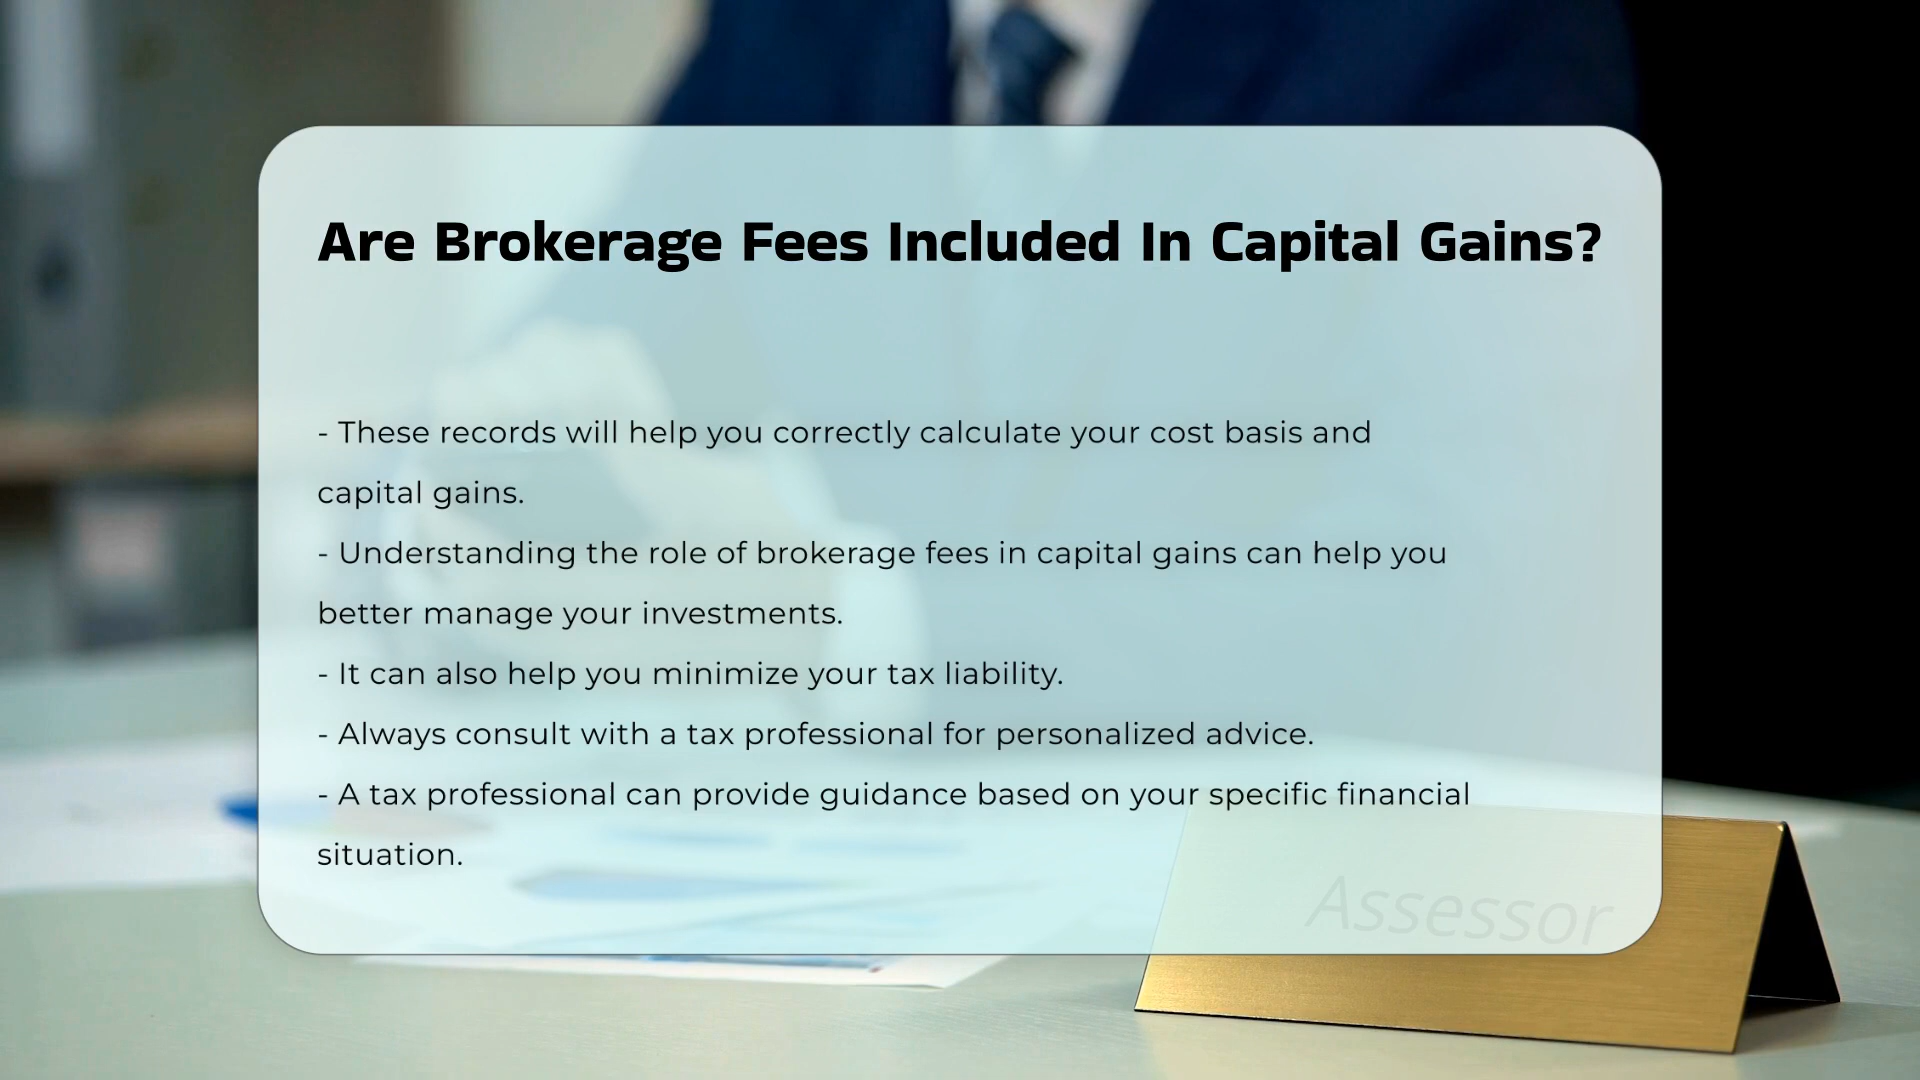 Are Brokerage Fees Included In Capital Gains?
- These records will help you correctly calculate your cost basis and
capital gains.
- Understanding the role of brokerage fees in capital gains can help you
better manage your investments.
- It can also help you minimize your tax liability.
- Always consult with a tax professional for personalized advice.
- A tax professional can provide guidance based on your specific financial
situation.
Assessor